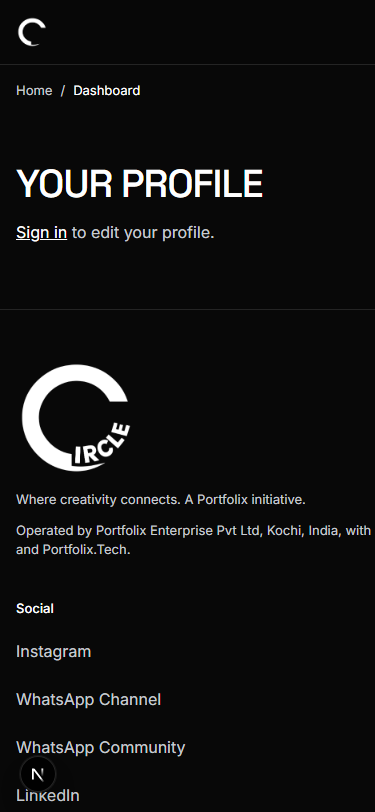 Home / Dashboard
YOUR PROFILE
Sign in to edit your profile.
CIRCLE
Where creativity connects. A Portfolix initiative.
Operated by Portfolix Enterprise Pvt Ltd, Kochi, India, with
and Portfolix.Tech.
Social
Instagram
WhatsApp Channel
WhatsApp Community
N
LinkedIn